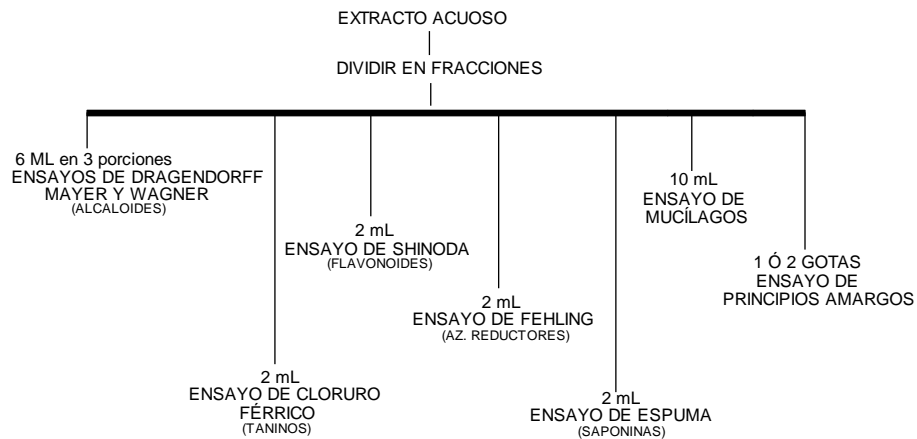 EXTRACTO ACUOSO
DIVIDIR EN FRACCIONES
6 ML en 3 porciones
ENSAYOS DE DRAGENDORFF
MAYER Y WAGNER
(ALCALOIDES)
2 mL
ENSAYO DE CLORURO
FÉRRICO
(TANINOS)
2 mL
ENSAYO DE SHINODA
(FLAVONOIDES)
2 mL
ENSAYO DE FEHLING
(AZ. REDUCTORES)
2 mL
ENSAYO DE ESPUMA
(SAPONINAS)
10 mL
ENSAYO DE
MUCÍLAGOS
1 Ó 2 GOTAS
ENSAYO DE
PRINCIPIOS AMARGOS